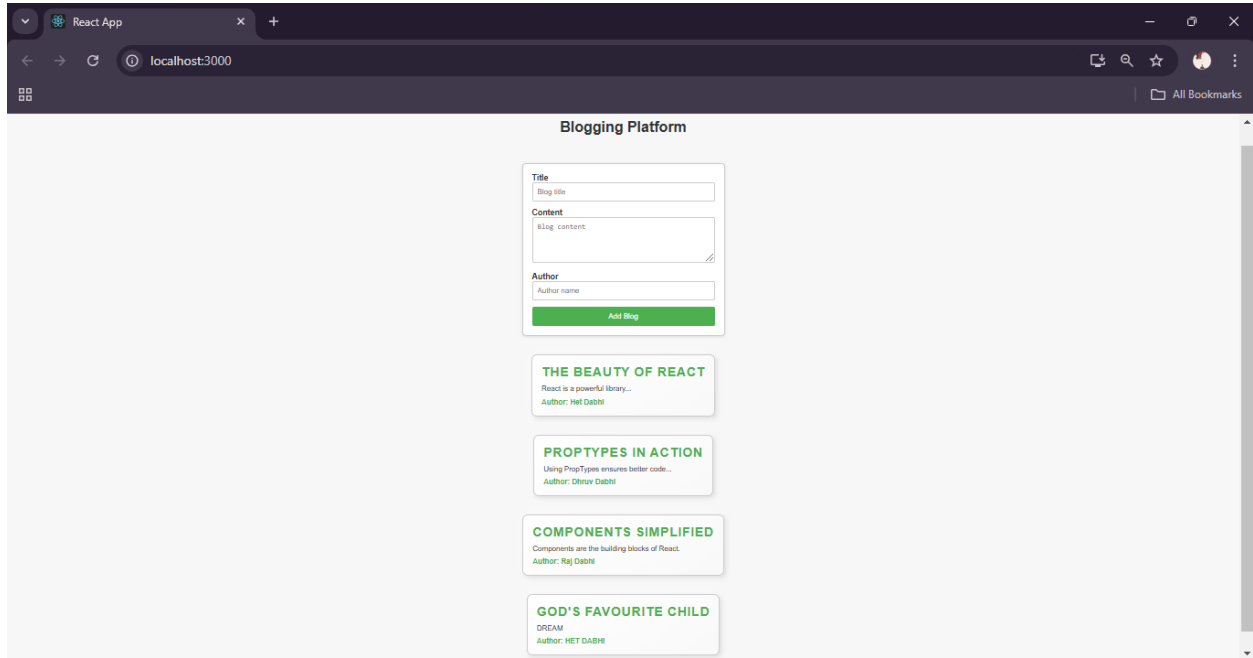 React App
localhost:3000
All Bookmarks
Blogging Platform
Title
Blog title
Content
Blog content
Author
Author name
Add Blog
THE BEAUTY OF REACT
React is a powerful library...
Author: Het Dabhi
PROPTYPES IN ACTION
Using PropTypes ensures better code...
Author: Dhruv Dabhi
COMPONENTS SIMPLIFIED
Components are the building blocks of React.
Author: Raj Dabhi
GOD'S FAVOURITE CHILD
DREAM
Author: HET DABHI